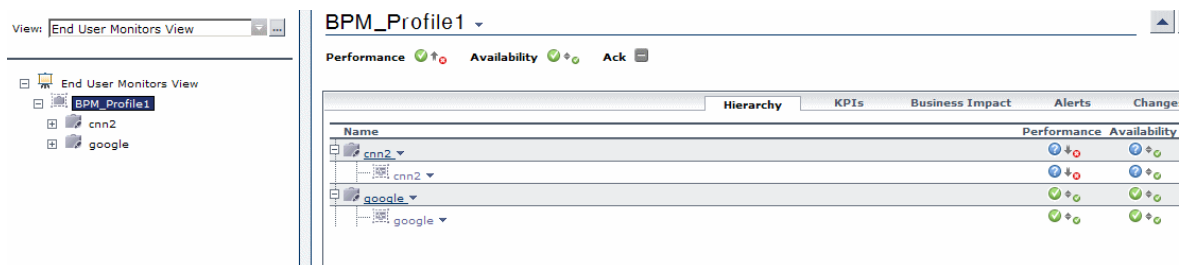 View: End User Monitors View ...
End User Monitors View
BPM_Profile1
cnn2
google
BPM_Profile1
Performance Availability Ack
Hierarchy KPIs Business Impact Alerts Change
Name Performance Availability
cnn2
cnn2
google
google